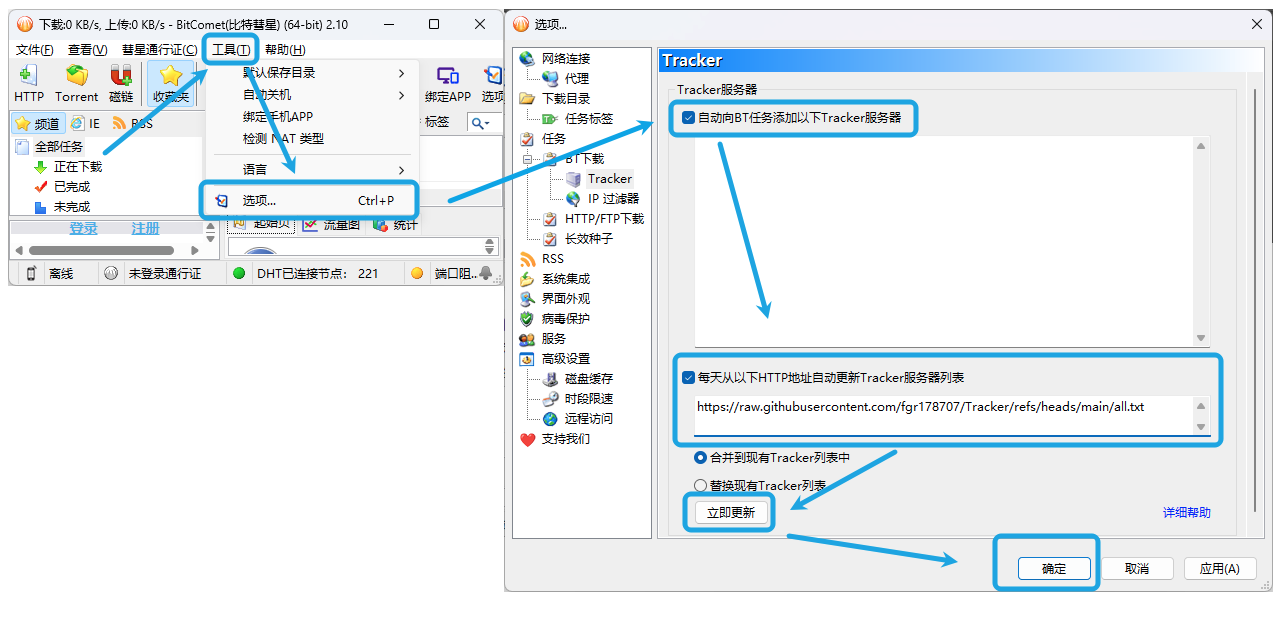 下载:0 KB/s, 上传:0 KB/s - BitComet(比特彗星) (64-bit) 2.10
文件(F) 查看(V) 彗星通行证(C) 工具(T) 帮助(H)
HTTP Torrent 磁链 收藏夹 绑定APP 选项
默认保存目录
自动关机
绑定手机APP
检测 NAT 类型
语言
选项... Ctrl+P
频道 IE RSS 标签
全部任务
正在下载
已完成
未完成
登录 注册
起始页 流量图 统计
离线 未登录通行证 DHT已连接节点: 221 端口阻..
选项...
网络连接
代理
下载目录
任务标签
任务
BT下载
Tracker
IP 过滤器
HTTP/FTP下载
长效种子
RSS
系统集成
界面外观
病毒保护
服务
高级设置
磁盘缓存
时段限速
远程访问
支持我们
Tracker
Tracker服务器
自动向BT任务添加以下Tracker服务器
每天从以下HTTP地址自动更新Tracker服务器列表
https://raw.githubusercontent.com/fgr178707/Tracker/refs/heads/main/all.txt
合并到现有Tracker列表中
替换现有Tracker列表
立即更新 详细帮助
确定 取消 应用(A)